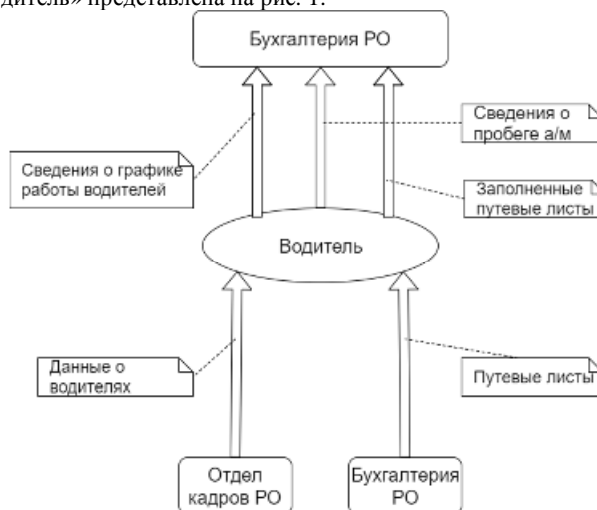 дитель» представлена на рис. 1.
Бухгалтерия РО
Сведения о
пробеге а/м
Сведения о графике
работы водителей
Заполненные
путевые листы
Водитель
Данные о
водителях
Путевые листы
Отдел
кадров РО
Бухгалтерия
РО